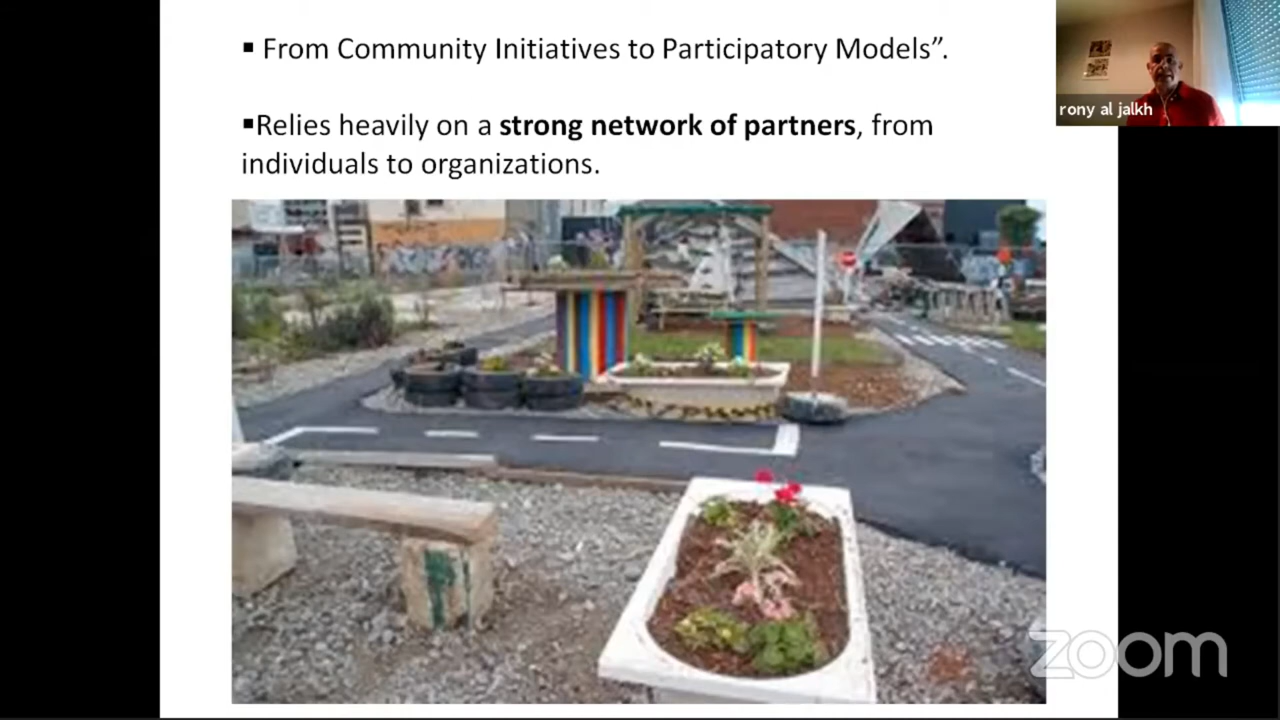 ▪ From Community Initiatives to Participatory Models”.
▪Relies heavily on a strong network of partners, from
individuals to organizations.
rony al jalkh
zoom